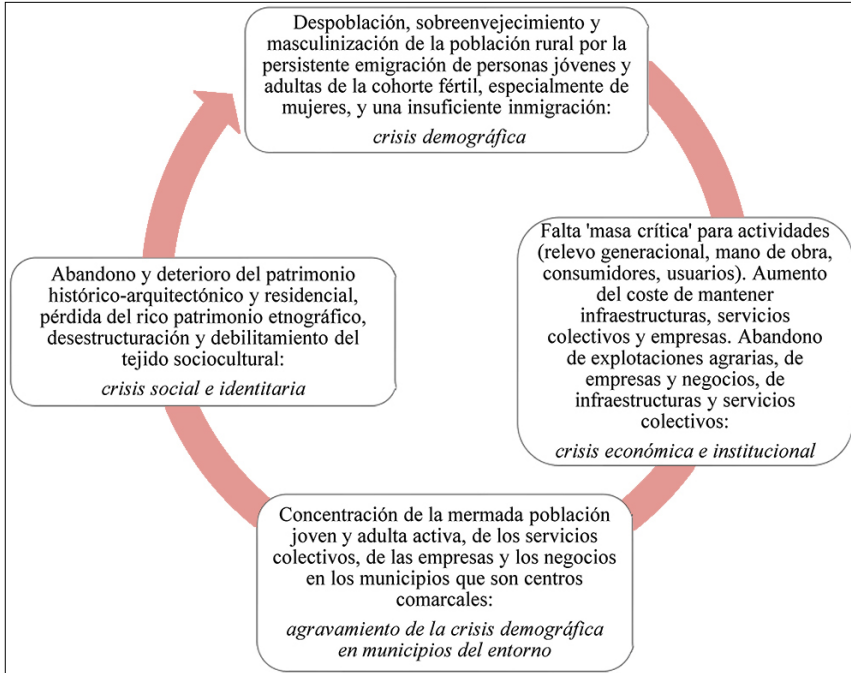 Despoblación, sobreenvejecimiento y
masculinización de la población rural por la
persistente emigración de personas jóvenes y
adultas de la cohorte fértil, especialmente de
mujeres, y una insuficiente inmigración:
crisis demográfica
Falta 'masa crítica' para actividades
(relevo generacional, mano de obra,
consumidores, usuarios). Aumento
del coste de mantener
infraestructuras, servicios
colectivos y empresas. Abandono
de explotaciones agrarias, de
empresas y negocios, de
infraestructuras y servicios
colectivos:
crisis económica e institucional
Concentración de la mermada población
joven y adulta activa, de los servicios
colectivos, de las empresas y los negocios
en los municipios que son centros
comarcales:
agravamiento de la crisis demográfica
en municipios del entorno
Abandono y deterioro del patrimonio
histórico-arquitectónico y residencial,
pérdida del rico patrimonio etnográfico,
desestructuración y debilitamiento del
tejido sociocultural:
crisis social e identitaria